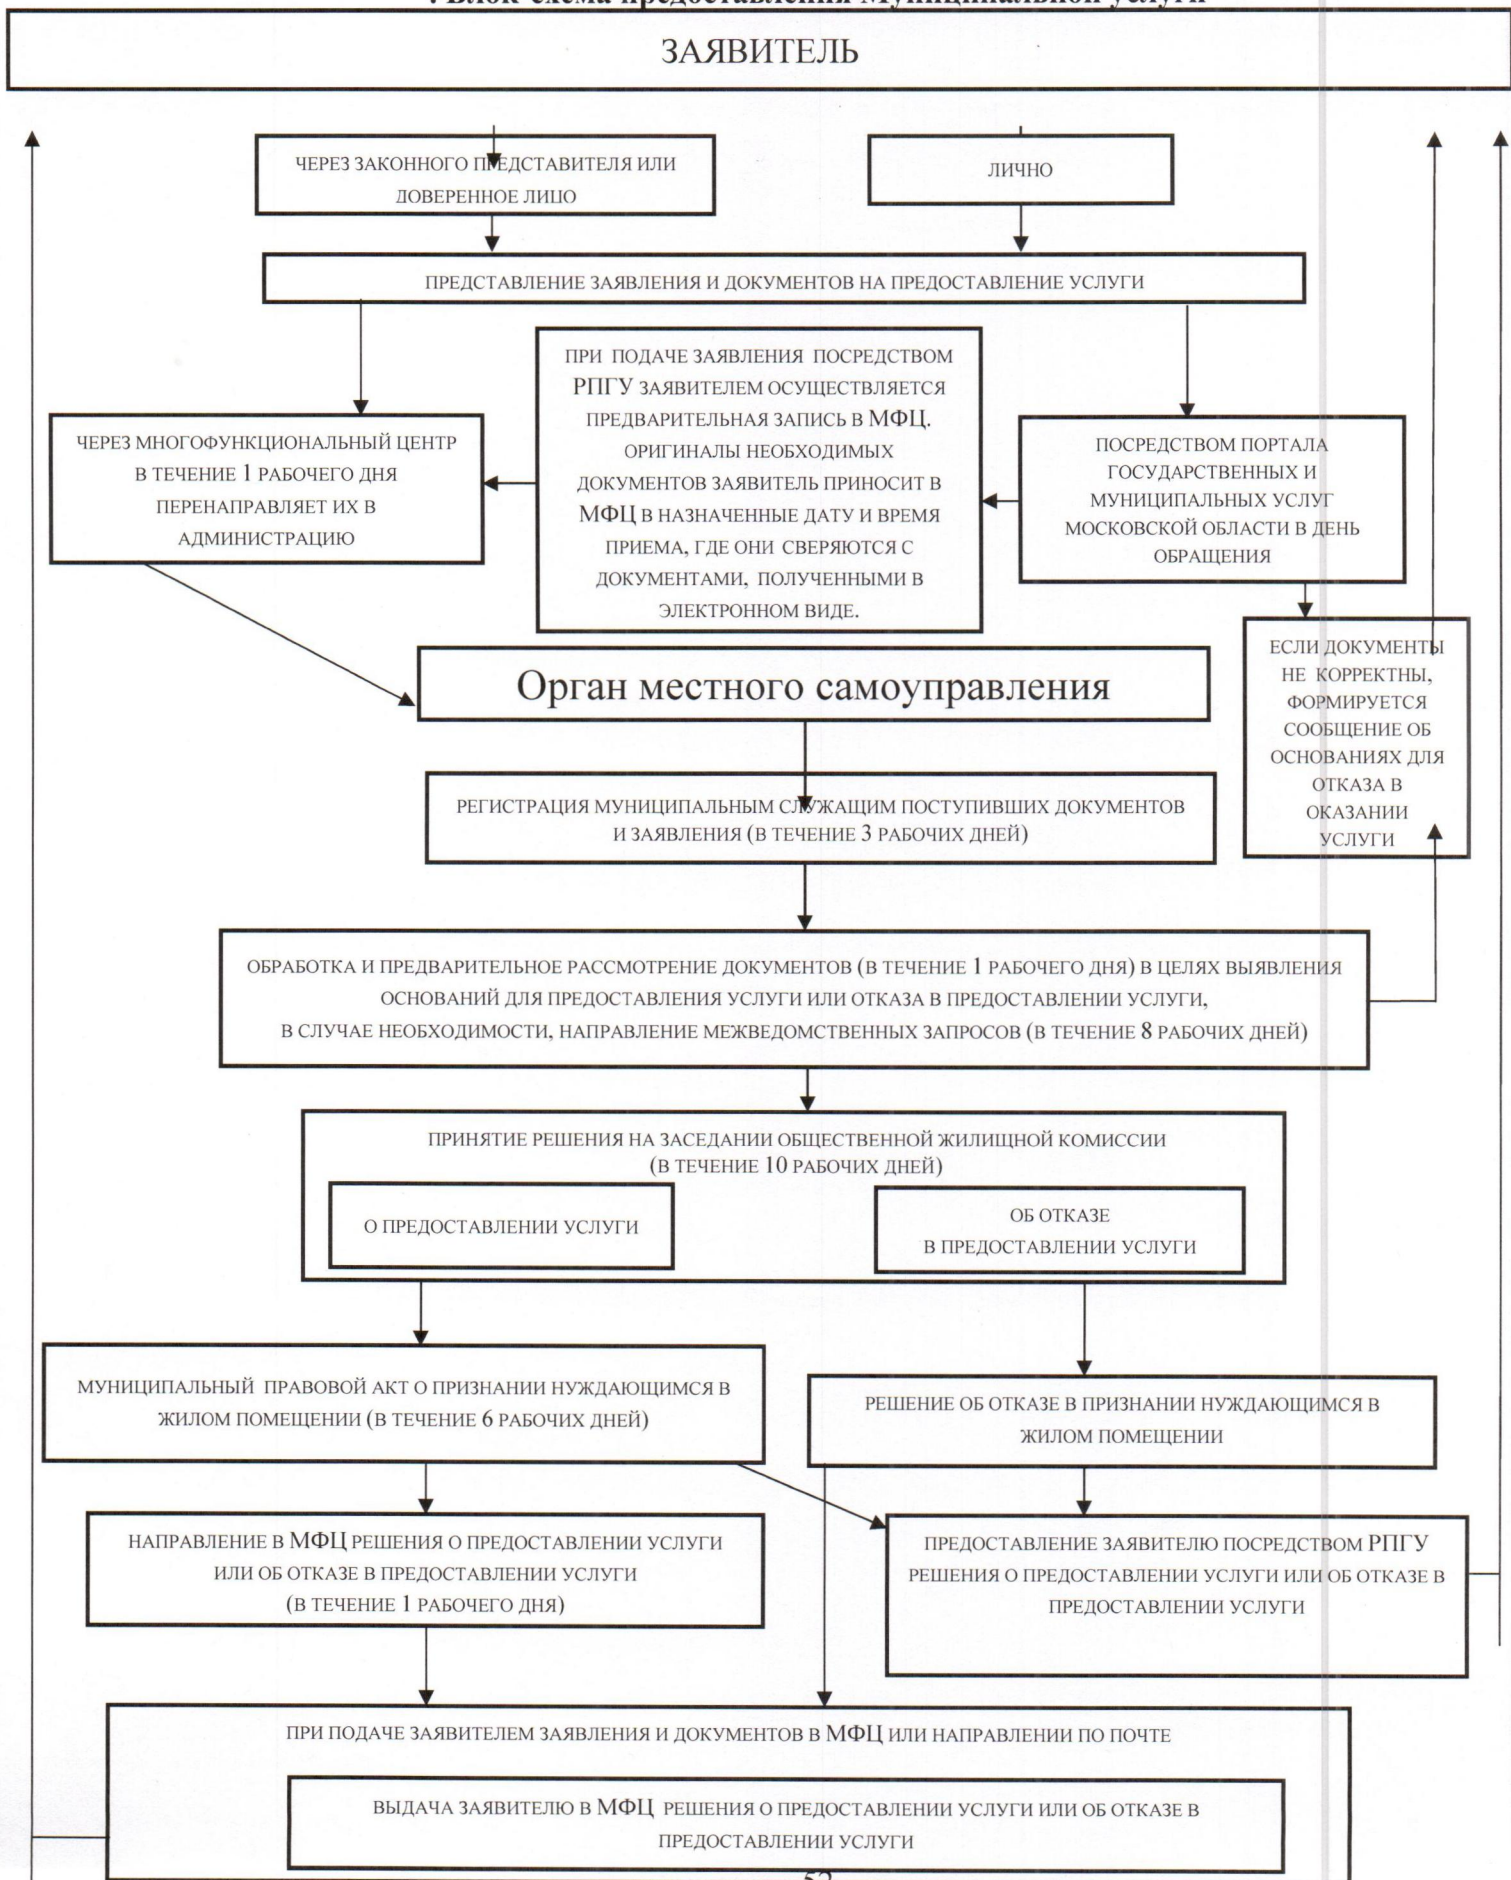 . Блок-схема предоставления Муниципальной услуги
ЗАЯВИТЕЛЬ
ЧЕРЕЗ ЗАКОННОГО ПРЕДСТАВИТЕЛЯ ИЛИ
ДОВЕРЕННОЕ ЛИЦО
ЛИЧНО
ПРЕДСТАВЛЕНИЕ ЗАЯВЛЕНИЯ И ДОКУМЕНТОВ НА ПРЕДОСТАВЛЕНИЕ УСЛУГИ
ЧЕРЕЗ МНОГОФУНКЦИОНАЛЬНЫЙ ЦЕНТР
В ТЕЧЕНИЕ 1 РАБОЧЕГО ДНЯ
ПЕРЕНАПРАВЛЯЕТ ИХ В
АДМИНИСТРАЦИЮ
ПРИ ПОДАЧЕ ЗАЯВЛЕНИЯ ПОСРЕДСТВОМ
РПГУ ЗАЯВИТЕЛЕМ ОСУЩЕСТВЛЯЕТСЯ
ПРЕДВАРИТЕЛЬНАЯ ЗАПИСЬ В МФЦ.
ОРИГИНАЛЫ НЕОБХОДИМЫХ
ДОКУМЕНТОВ ЗАЯВИТЕЛЬ ПРИНОСИТ В
МФЦ В НАЗНАЧЕННЫЕ ДАТУ И ВРЕМЯ
ПРИЕМА, ГДЕ ОНИ СВЕРЯЮТСЯ С
ДОКУМЕНТАМИ, ПОЛУЧЕННЫМИ В
ЭЛЕКТРОННОМ ВИДЕ.
ПОСРЕДСТВОМ ПОРТАЛА
ГОСУДАРСТВЕННЫХ И
МУНИЦИПАЛЬНЫХ УСЛУГ
МОСКОВСКОЙ ОБЛАСТИ В ДЕНЬ
ОБРАЩЕНИЯ
ЕСЛИ ДОКУМЕНТЫ
НЕ КОРРЕКТНЫ,
ФОРМИРУЕТСЯ
СООБЩЕНИЕ ОБ
ОСНОВАНИЯХ ДЛЯ
ОТКАЗА В
ОКАЗАНИИ
УСЛУГИ
Орган местного самоуправления
РЕГИСТРАЦИЯ МУНИЦИПАЛЬНЫМ СЛУЖАЩИМ ПОСТУПИВШИХ ДОКУМЕНТОВ
И ЗАЯВЛЕНИЯ (В ТЕЧЕНИЕ 3 РАБОЧИХ ДНЕЙ)
ОБРАБОТКА И ПРЕДВАРИТЕЛЬНОЕ РАССМОТРЕНИЕ ДОКУМЕНТОВ (В ТЕЧЕНИЕ 1 РАБОЧЕГО ДНЯ) В ЦЕЛЯХ ВЫЯВЛЕНИЯ
ОСНОВАНИЙ ДЛЯ ПРЕДОСТАВЛЕНИЯ УСЛУГИ ИЛИ ОТКАЗА В ПРЕДОСТАВЛЕНИИ УСЛУГИ,
В СЛУЧАЕ НЕОБХОДИМОСТИ, НАПРАВЛЕНИЕ МЕЖВЕДОМСТВЕННЫХ ЗАПРОСОВ (В ТЕЧЕНИЕ 8 РАБОЧИХ ДНЕЙ)
ПРИНЯТИЕ РЕШЕНИЯ НА ЗАСЕДАНИИ ОБЩЕСТВЕННОЙ ЖИЛИЩНОЙ КОМИССИИ
(В ТЕЧЕНИЕ 10 РАБОЧИХ ДНЕЙ)
О ПРЕДОСТАВЛЕНИИ УСЛУГИ
ОБ ОТКАЗЕ
В ПРЕДОСТАВЛЕНИИ УСЛУГИ
МУНИЦИПАЛЬНЫЙ ПРАВОВОЙ АКТ О ПРИЗНАНИИ НУЖДАЮЩИМСЯ В
ЖИЛОМ ПОМЕЩЕНИИ (В ТЕЧЕНИЕ 6 РАБОЧИХ ДНЕЙ)
РЕШЕНИЕ ОБ ОТКАЗЕ В ПРИЗНАНИИ НУЖДАЮЩИМСЯ В
ЖИЛОМ ПОМЕЩЕНИИ
НАПРАВЛЕНИЕ В МФЦ РЕШЕНИЯ О ПРЕДОСТАВЛЕНИИ УСЛУГИ
ИЛИ ОБ ОТКАЗЕ В ПРЕДОСТАВЛЕНИИ УСЛУГИ
(В ТЕЧЕНИЕ 1 РАБОЧЕГО ДНЯ)
ПРЕДОСТАВЛЕНИЕ ЗАЯВИТЕЛЮ ПОСРЕДСТВОМ РПГУ
РЕШЕНИЯ О ПРЕДОСТАВЛЕНИИ УСЛУГИ ИЛИ ОБ ОТКАЗЕ В
ПРЕДОСТАВЛЕНИИ УСЛУГИ
ПРИ ПОДАЧЕ ЗАЯВИТЕЛЕМ ЗАЯВЛЕНИЯ И ДОКУМЕНТОВ В МФЦ ИЛИ НАПРАВЛЕНИИ ПО ПОЧТЕ
ВЫДАЧА ЗАЯВИТЕЛЮ В МФЦ РЕШЕНИЯ О ПРЕДОСТАВЛЕНИИ УСЛУГИ ИЛИ ОБ ОТКАЗЕ В
ПРЕДОСТАВЛЕНИИ УСЛУГИ